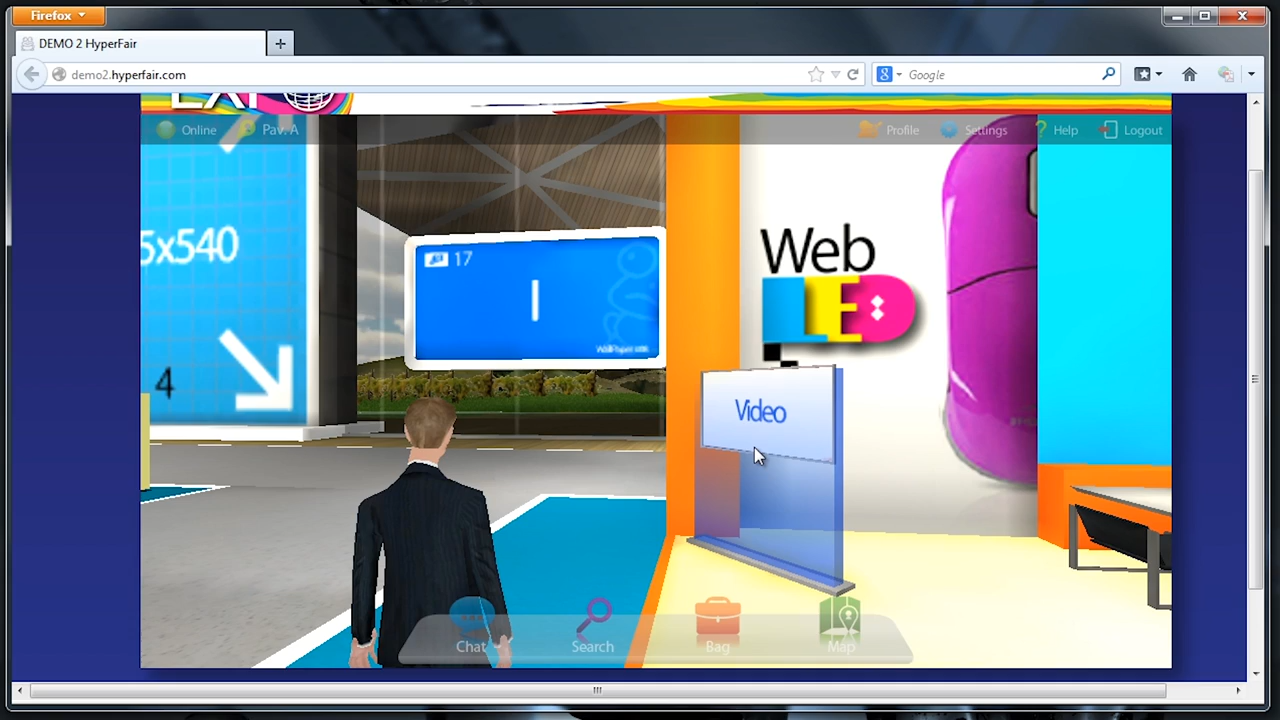 Firefox
DEMO 2 HyperFair
demo2.hyperfair.com
Google
Online
Pav. A
Profile
Settings
Help
Logout
5x540
4
17
I
Web
LED
Video
Chat
Search
Bag
Map